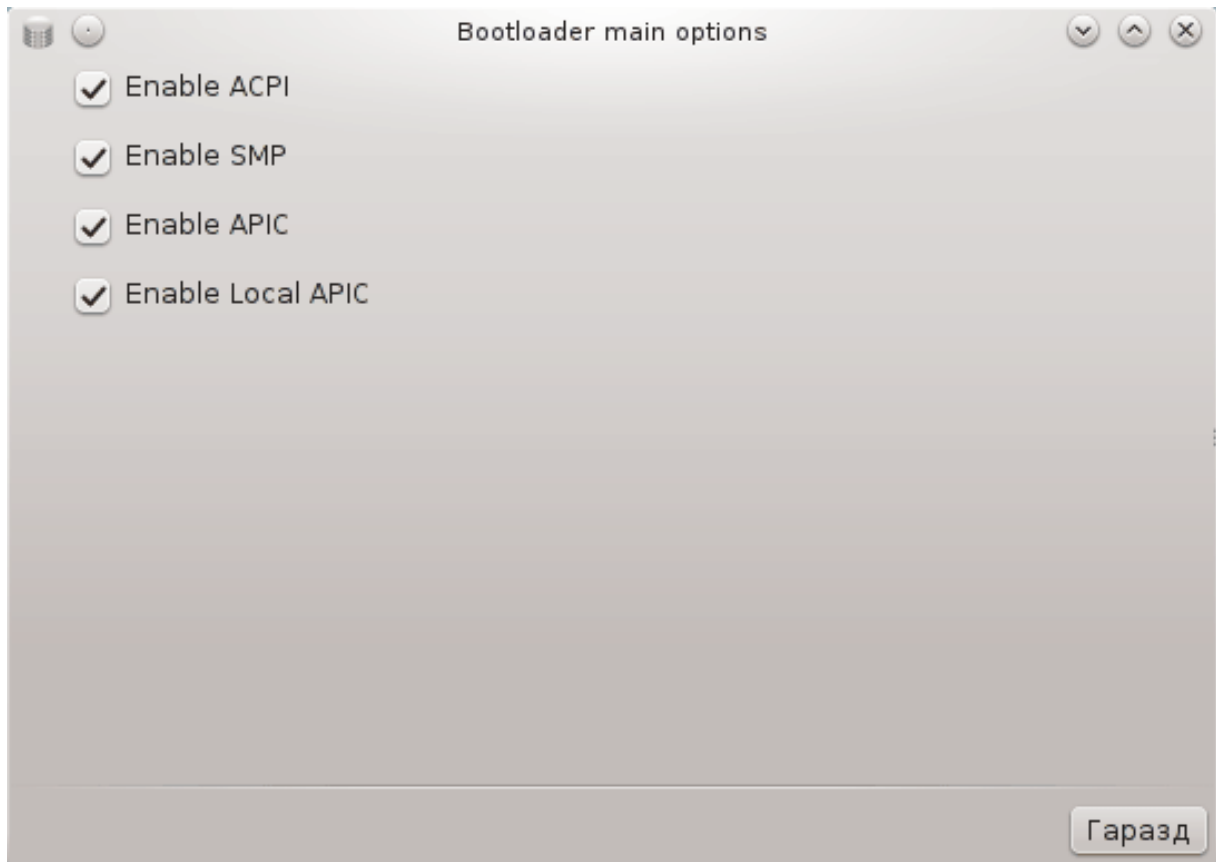 Bootloader main options
Enable ACPI
Enable SMP
Enable APIC
Enable Local APIC
Гаразд